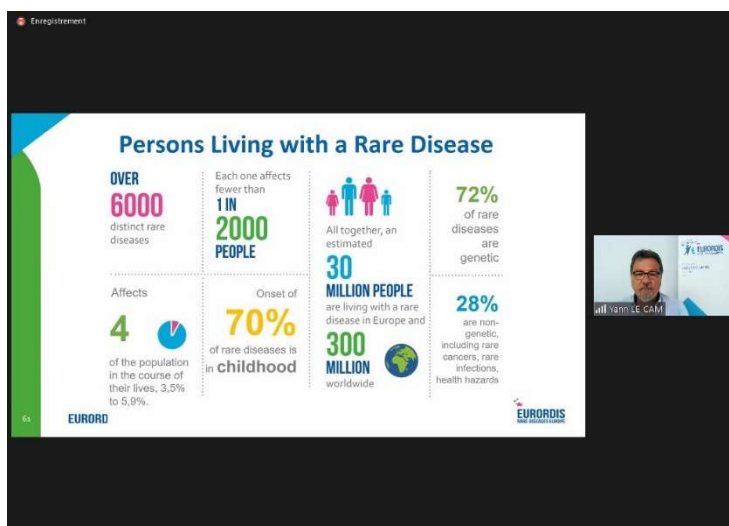 Enregistrement
Persons Living with a Rare Disease
OVER
6000
distinct rare
diseases
Each one affects
fewer than
1 IN
2000
PEOPLE
Affects
4
of the population
in the course of
their lives, 3,5%
to 5,9%.
Onset of
70%
of rare diseases is
in childhood
All together, an
estimated
30
MILLION PEOPLE
are living with a rare
disease in Europe and
300
MILLION
worldwide
72%
of rare
diseases
are
genetic
28%
are non-
genetic,
including rare
cancers, rare
infections,
health hazards
EURORD
EURORDIS
RARE DISEASES EUROPE
EURORDIS
Yann LE CAM